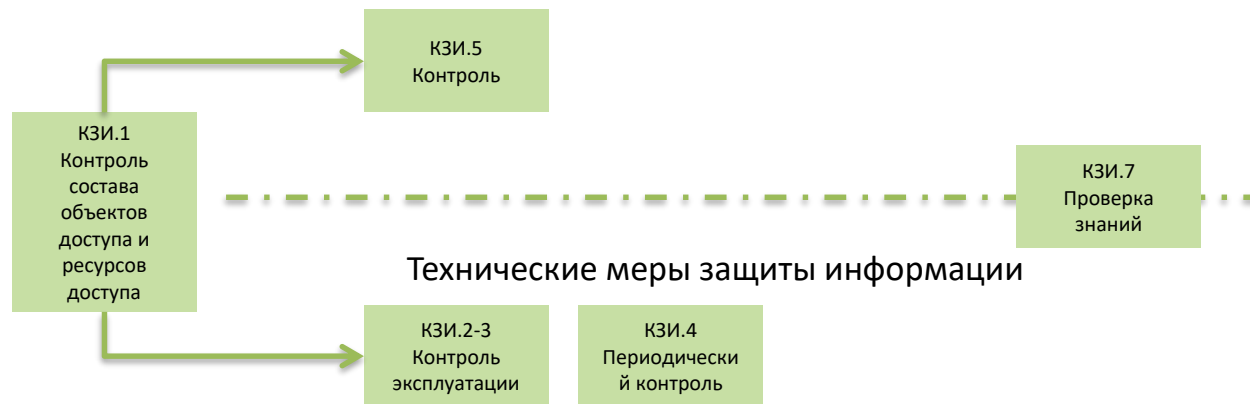 КЗИ.5
Контроль
КЗИ.1
Контроль
состава
объектов
доступа и
ресурсов
доступа
КЗИ.7
Проверка
знаний
Технические меры защиты информации
КЗИ.2-3
Контроль
эксплуатации
КЗИ.4
Периодически
й контроль